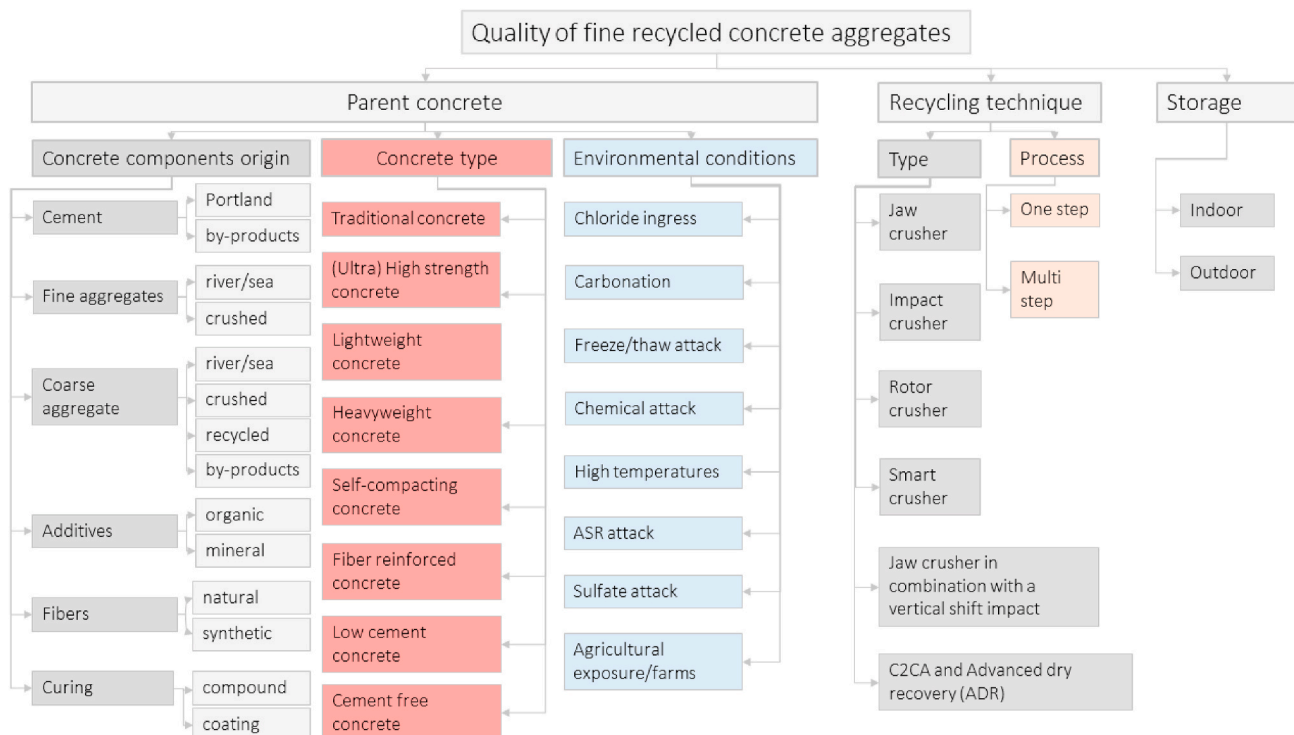 Quality of fine recycled concrete aggregates
Parent concrete
Recycling technique
Storage
Concrete components origin
Concrete type
Environmental conditions
Type
Process
Cement
Portland
by-products
Fine aggregates
river/sea
crushed
Coarse
aggregate
river/sea
crushed
recycled
by-products
Additives
organic
mineral
Fibers
natural
synthetic
Curing
compound
coating
Traditional concrete
(Ultra) High strength
concrete
Lightweight
concrete
Heavyweight
concrete
Self-compacting
concrete
Fiber reinforced
concrete
Low cement
concrete
Cement free
concrete
Chloride ingress
Carbonation
Freeze/thaw attack
Chemical attack
High temperatures
ASR attack
Sulfate attack
Agricultural
exposure/farms
Jaw
crusher
Impact
crusher
Rotor
crusher
Smart
crusher
Jaw crusher in
combination with a
vertical shift impact
C2CA and Advanced dry
recovery (ADR)
One step
Multi
step
Indoor
Outdoor